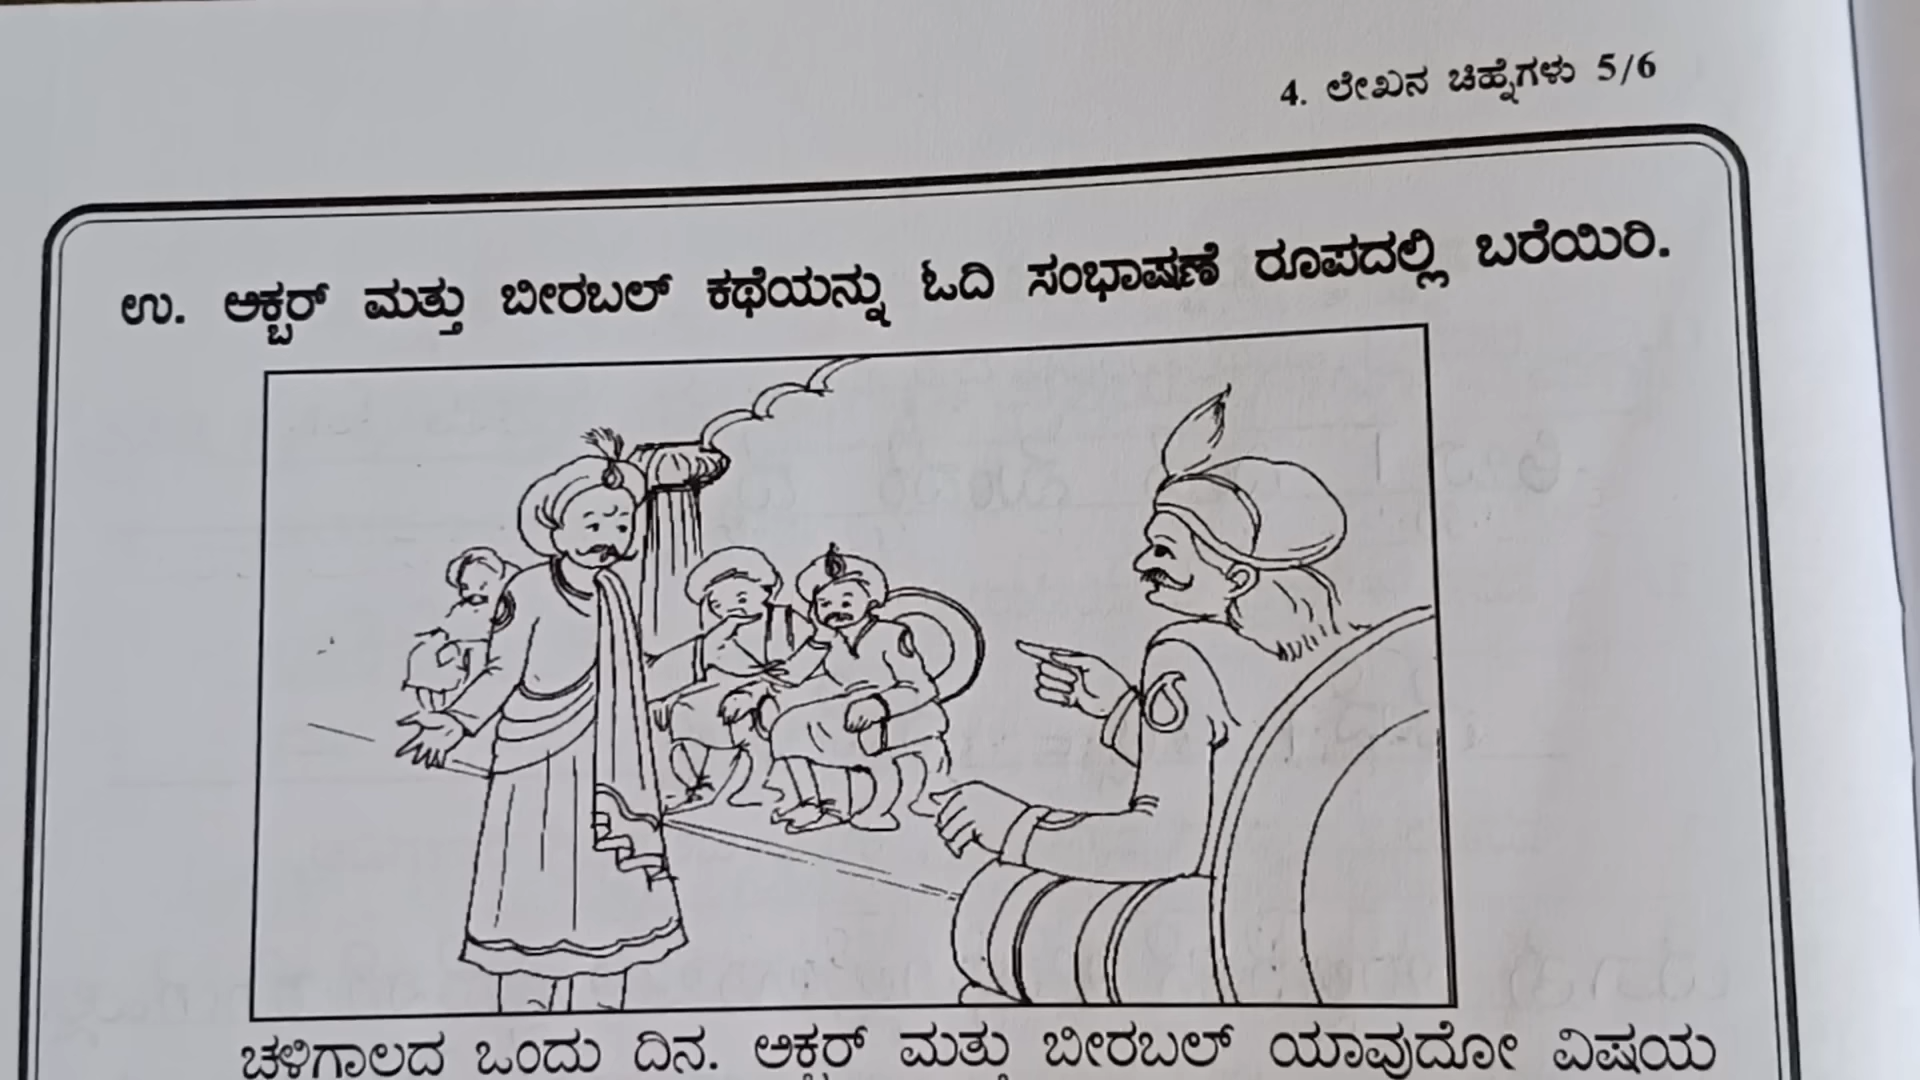 4. ಲೇಖನ ಚಿಹ್ನೆಗಳು 5/6
ಉ. ಅಕ್ಬರ್ ಮತ್ತು ಬೀರಬಲ್ ಕಥೆಯನ್ನು ಓದಿ ಸಂಭಾಷಣೆ ರೂಪದಲ್ಲಿ ಬರೆಯಿರಿ.
ಚಳಿಗಾಲದ ಒಂದು ದಿನ. ಅಕ್ಬರ್ ಮತ್ತು ಬೀರಬಲ್ ಯಾವುದೋ ವಿಷಯ